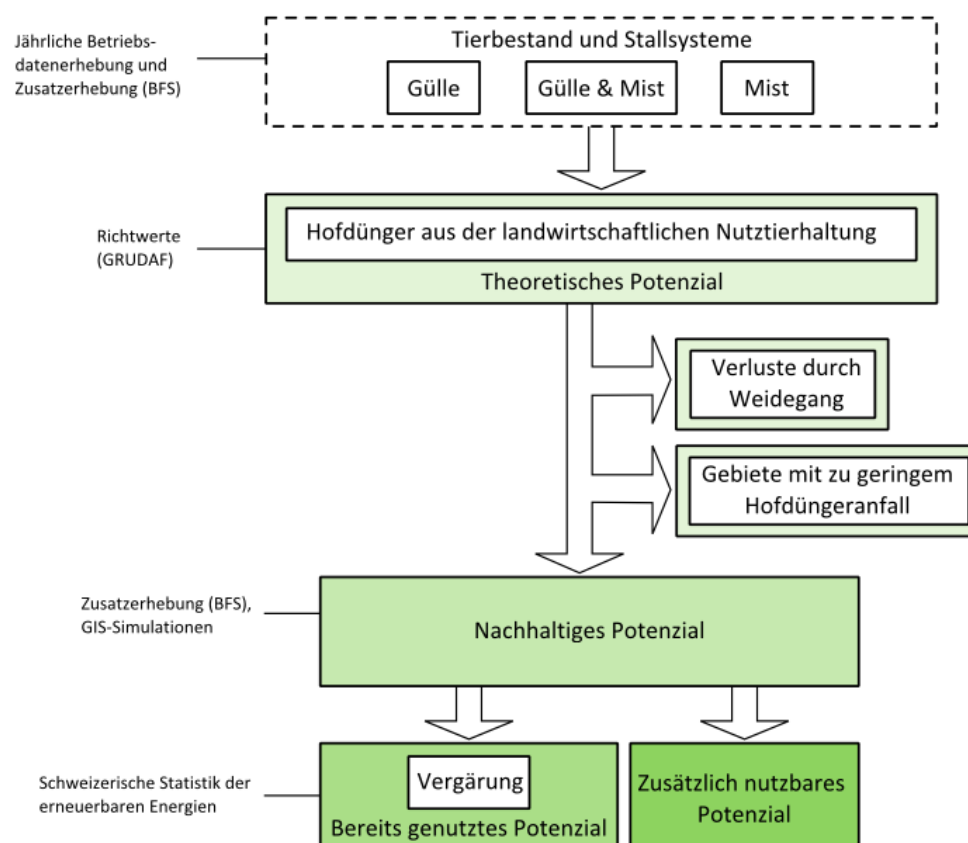 Jährliche Betriebs-
datenerhebung und
Zusatzerhebung (BFS)
Tierbestand und Stallsysteme
Gülle
Gülle & Mist
Mist
Richtwerte
(GRUDAF)
Hofdünger aus der landwirtschaftlichen Nutztierhaltung
Theoretisches Potenzial
Verluste durch
Weidegang
Gebiete mit zu geringem
Hofdüngeranfall
Zusatzerhebung (BFS),
GIS-Simulationen
Nachhaltiges Potenzial
Schweizerische Statistik der
erneuerbaren Energien
Vergärung
Bereits genutztes Potenzial
Zusätzlich nutzbares
Potenzial